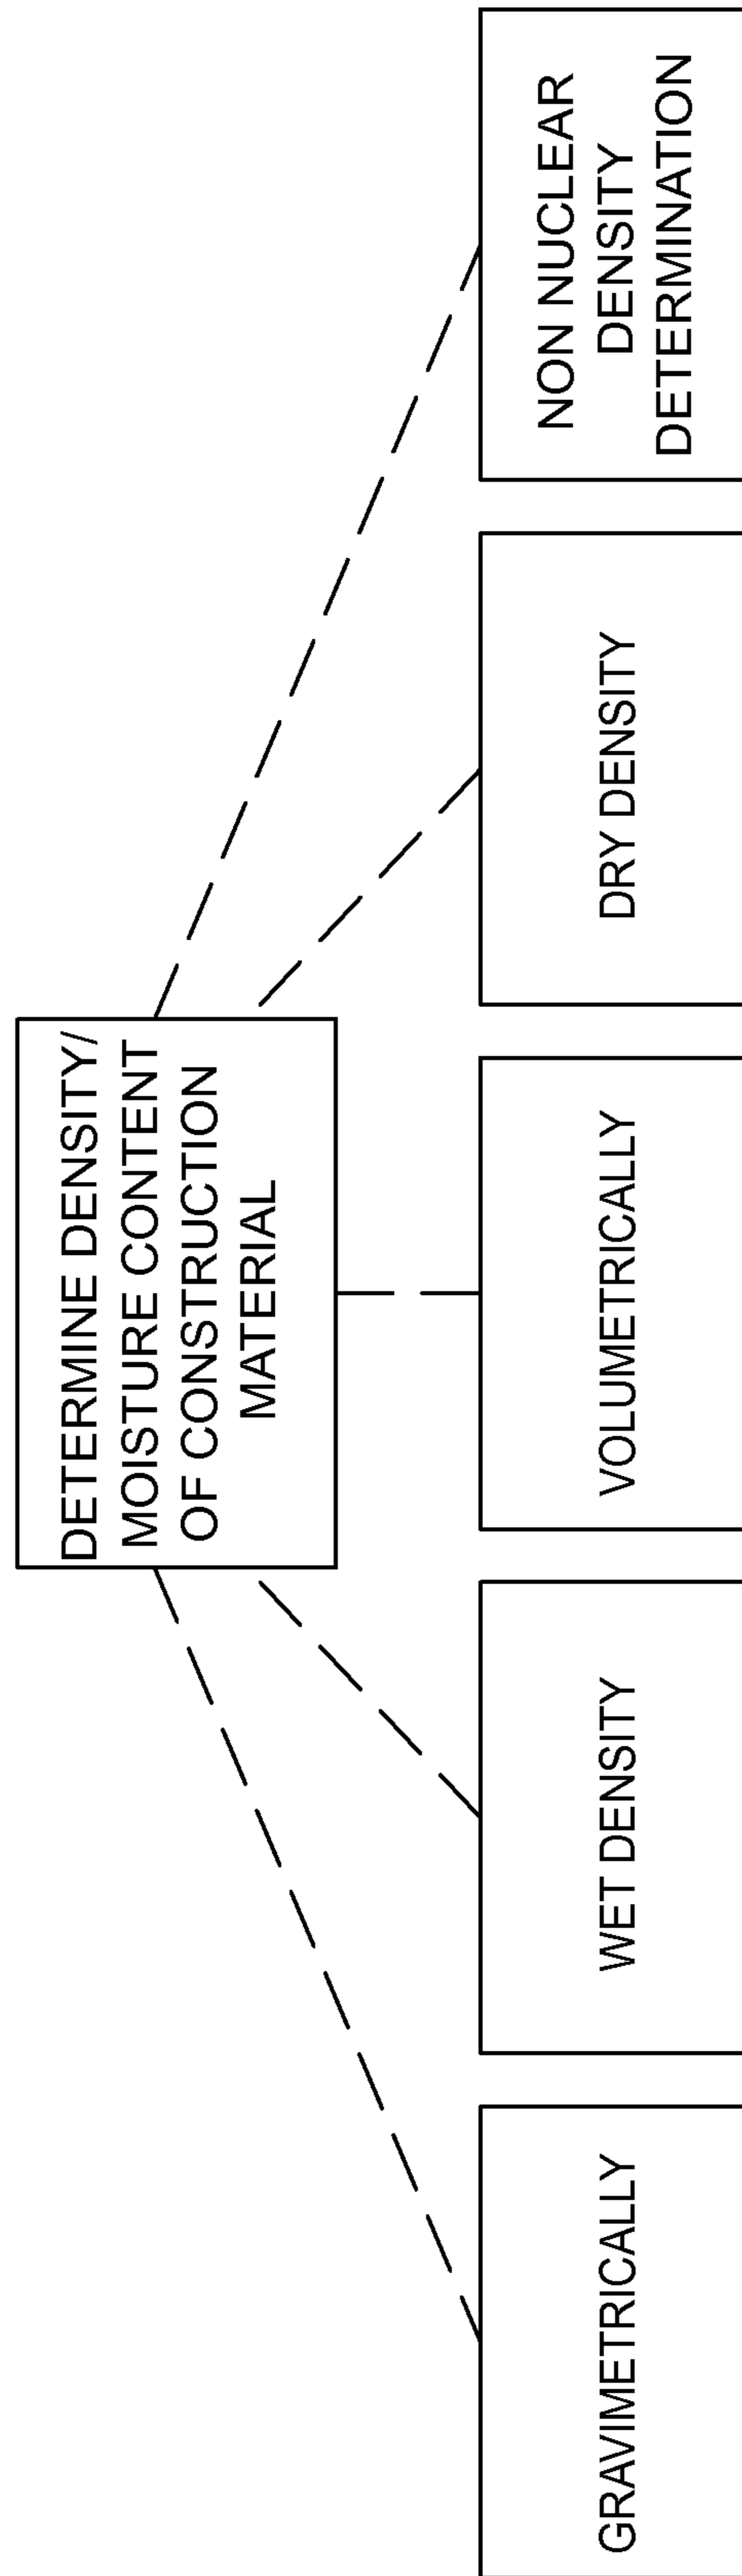 DETERMINE DENSITY/
MOISTURE CONTENT
OF CONSTRUCTION
MATERIAL
GRAVIMETRICALLY
WET DENSITY
VOLUMETRICALLY
DRY DENSITY
NON NUCLEAR
DENSITY
DETERMINATION